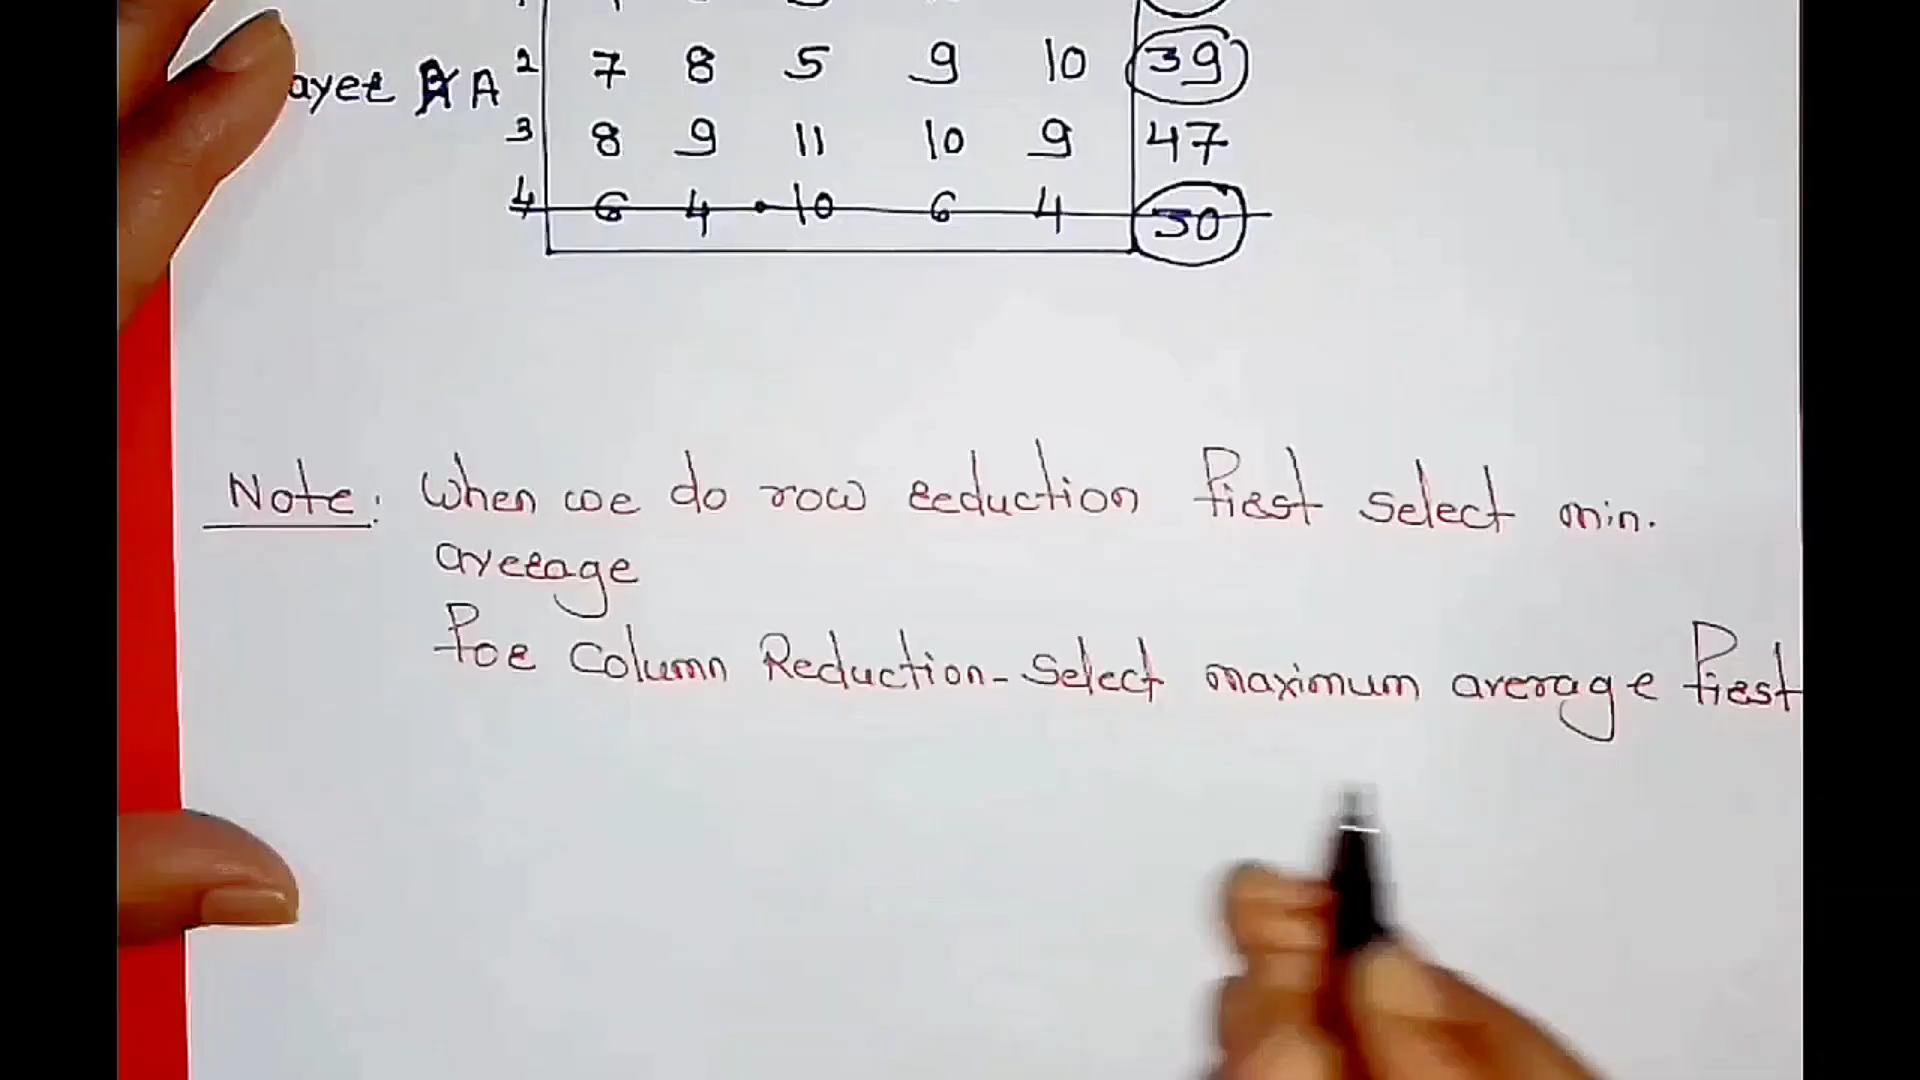 2 7 8 5 9 10 39
ayer A
3 8 9 11 10 9 47
4 6 4 10 6 4 30
Note: When we do row reduction first select min.
average
for Column Reduction - Select maximum average first